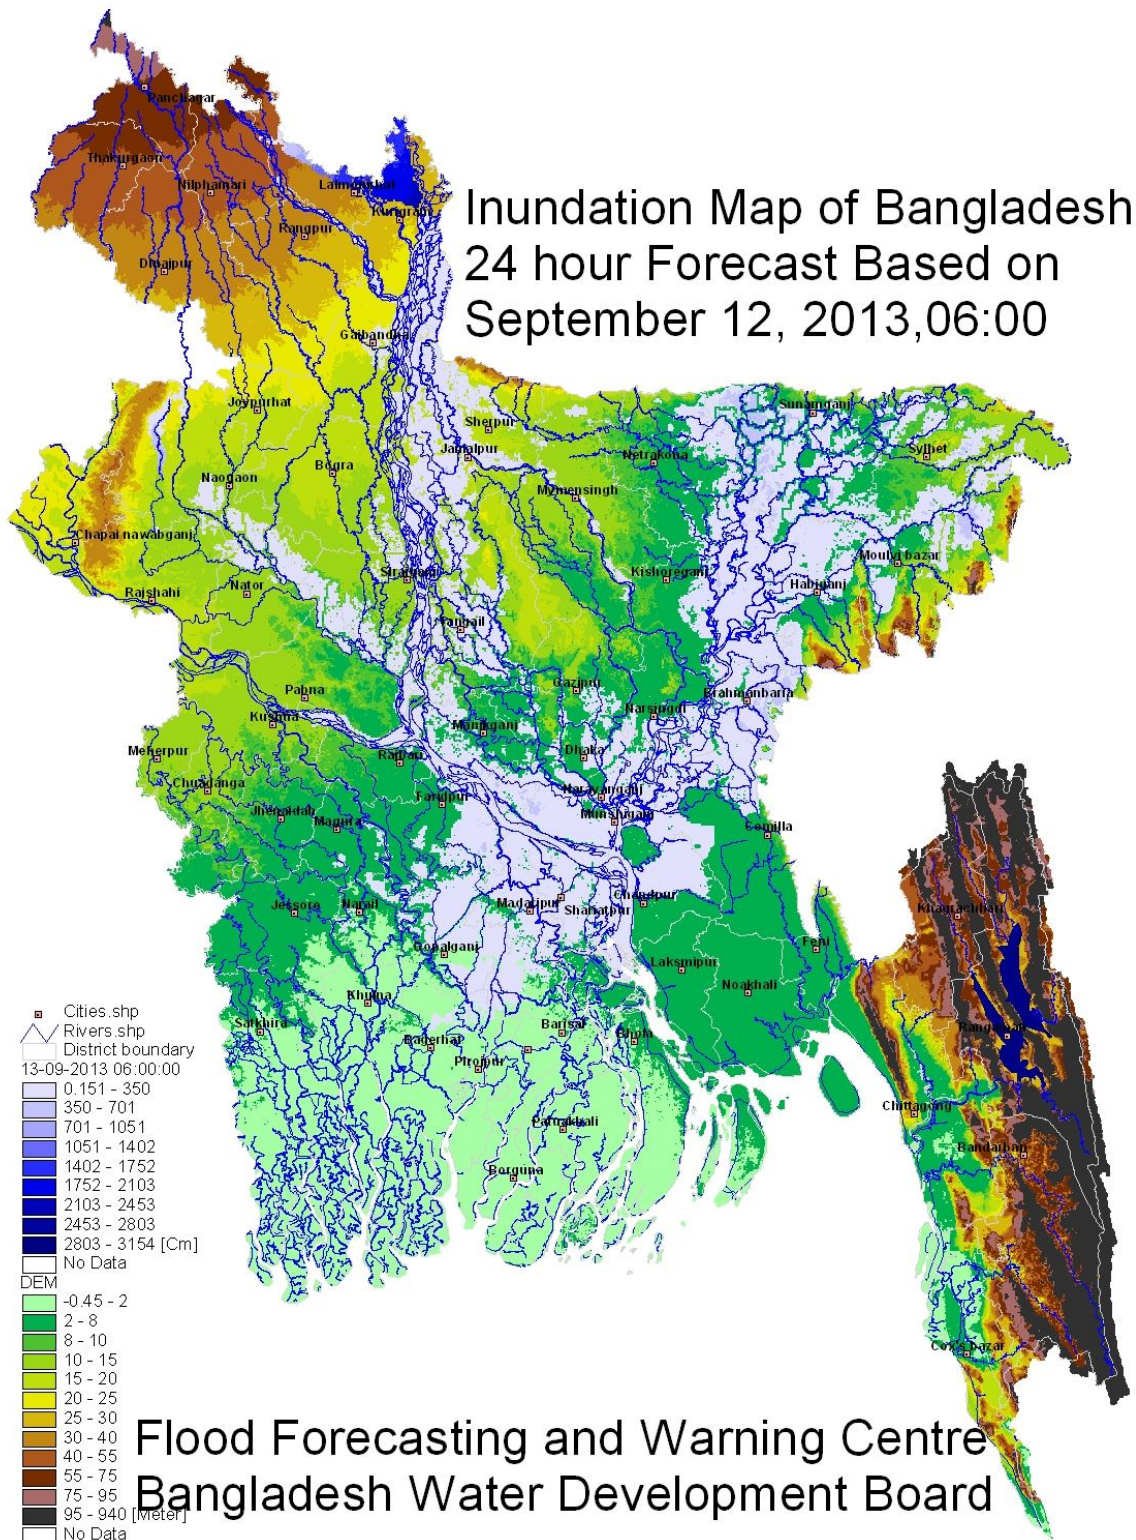 Inundation Map of Bangladesh
24 hour Forecast Based on
September 12, 2013,06:00
Panchagar
Thakurgaon
Nilphamari
Lalmonirhat
Kurigram
Rangpur
Dinajpur
Gaibandha
Joypurhat
Sherpur
Sunamganj
Jamalpur
Netrakona
Sylhet
Bogra
Naogaon
Mymensingh
Chapai nawabganj
Moulvi bazar
Sirajganj
Kishoreganj
Nator
Habiganj
Rajshahi
Tangail
Pabna
Gazipur
Brahmanbaria
Kushtia
Narsingdi
Manikganj
Meherpur
Rajbari
Dhaka
Chuadanga
Faridpur
Narayanganj
Jhenaidah
Magura
Munshiganj
Comilla
Jessore
Narail
Madaripur
Shariatpur
Chandpur
Khagrachhari
Gopalganj
Feni
Laksmipur
Noakhali
Khulna
Satkhira
Barisal
Bhola
Rangamati
Bagerhat
Pirojpur
Chittagong
Patuakhali
Bandarban
Borguna
Cox's bazar
Cities.shp
Rivers.shp
District boundary
13-09-2013 06:00:00
0.151 - 350
350 - 701
701 - 1051
1051 - 1402
1402 - 1752
1752 - 2103
2103 - 2453
2453 - 2803
2803 - 3154 [Cm]
No Data
DEM
-0.45 - 2
2 - 8
8 - 10
10 - 15
15 - 20
20 - 25
25 - 30
30 - 40
40 - 55
55 - 75
75 - 95
95 - 940 [Meter]
No Data
Flood Forecasting and Warning Centre
Bangladesh Water Development Board